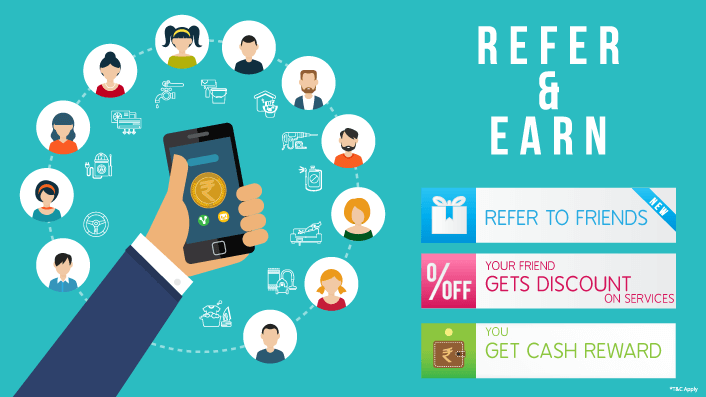 REFER
&
EARN
NEW
REFER TO FRIENDS
%OFF
YOUR FRIEND
GETS DISCOUNT
ON SERVICES
YOU
GET CASH REWARD
*T&C Apply
₹
₹